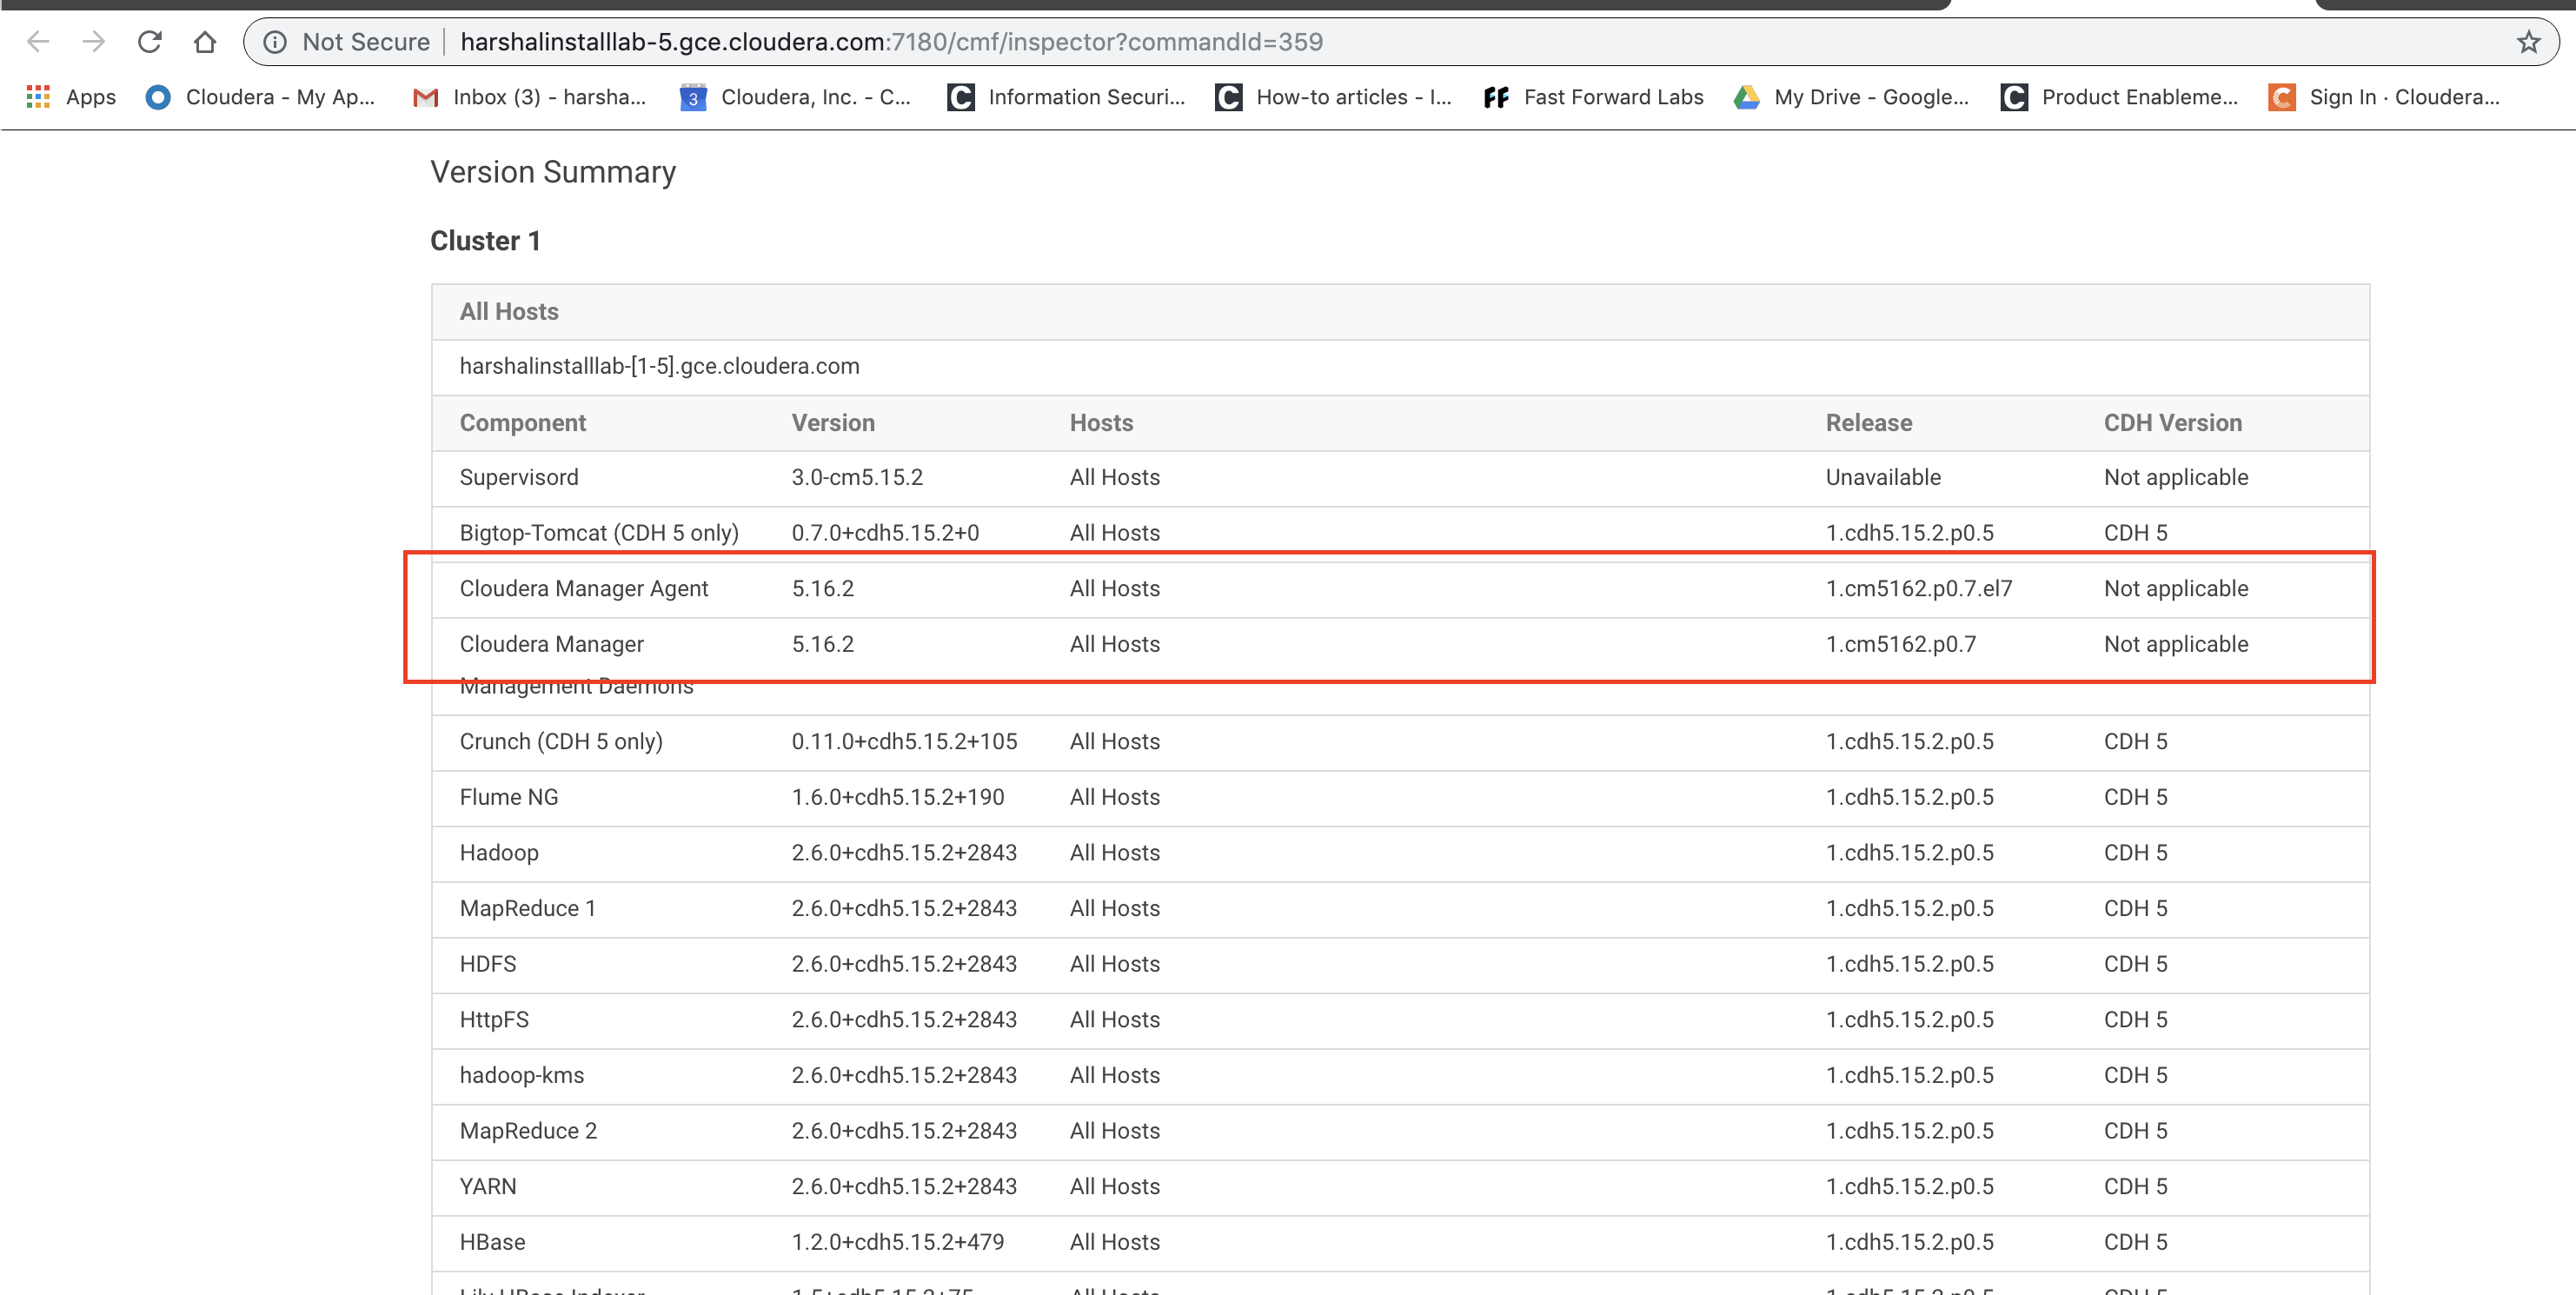 Not Secure harshalinstalllab-5.gce.cloudera.com:7180/cmf/inspector?commandId=359
Apps Cloudera - My Ap... Inbox (3) - harsha... 3 Cloudera, Inc. - C... Information Securi... How-to articles - I... Fast Forward Labs My Drive - Google... Product Enableme... Sign In · Cloudera...
Version Summary
Cluster 1
All Hosts
harshalinstalllab-[1-5].gce.cloudera.com
Component Version Hosts Release CDH Version
Supervisord 3.0-cm5.15.2 All Hosts Unavailable Not applicable
Bigtop-Tomcat (CDH 5 only) 0.7.0+cdh5.15.2+0 All Hosts 1.cdh5.15.2.p0.5 CDH 5
Cloudera Manager Agent 5.16.2 All Hosts 1.cm5162.p0.7.el7 Not applicable
Cloudera Manager 5.16.2 All Hosts 1.cm5162.p0.7 Not applicable
Management Daemons
Crunch (CDH 5 only) 0.11.0+cdh5.15.2+105 All Hosts 1.cdh5.15.2.p0.5 CDH 5
Flume NG 1.6.0+cdh5.15.2+190 All Hosts 1.cdh5.15.2.p0.5 CDH 5
Hadoop 2.6.0+cdh5.15.2+2843 All Hosts 1.cdh5.15.2.p0.5 CDH 5
MapReduce 1 2.6.0+cdh5.15.2+2843 All Hosts 1.cdh5.15.2.p0.5 CDH 5
HDFS 2.6.0+cdh5.15.2+2843 All Hosts 1.cdh5.15.2.p0.5 CDH 5
HttpFS 2.6.0+cdh5.15.2+2843 All Hosts 1.cdh5.15.2.p0.5 CDH 5
hadoop-kms 2.6.0+cdh5.15.2+2843 All Hosts 1.cdh5.15.2.p0.5 CDH 5
MapReduce 2 2.6.0+cdh5.15.2+2843 All Hosts 1.cdh5.15.2.p0.5 CDH 5
YARN 2.6.0+cdh5.15.2+2843 All Hosts 1.cdh5.15.2.p0.5 CDH 5
HBase 1.2.0+cdh5.15.2+479 All Hosts 1.cdh5.15.2.p0.5 CDH 5